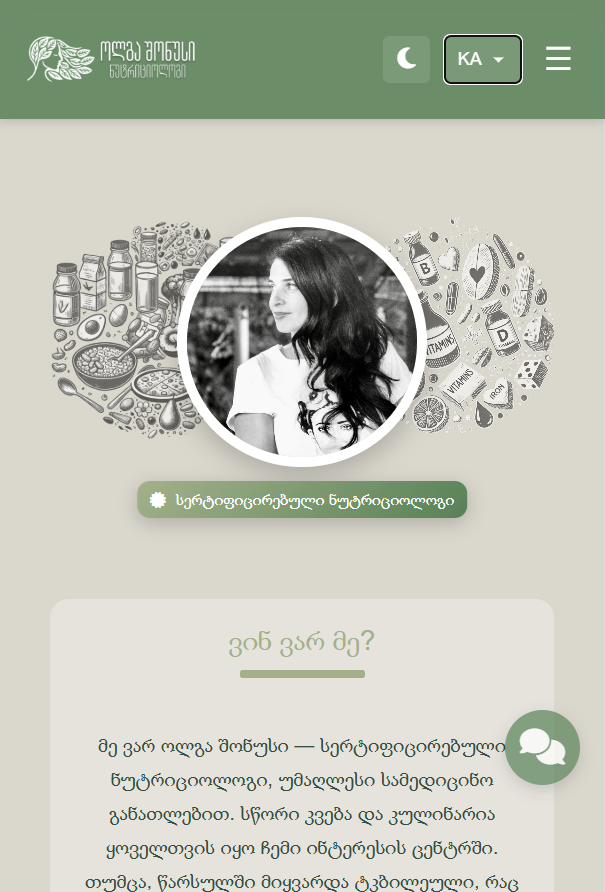 ოლგა შონუსი
ნუტრიციოლოგი
KA
B
D
VITAMINS
VITAMINS
IRON
სერტიფიცირებული ნუტრიციოლოგი
ვინ ვარ მე?
მე ვარ ოლგა შონუსი — სერტიფიცირებული
ნუტრიციოლოგი, უმაღლესი სამედიცინო
განათლებით. სწორი კვება და კულინარია
ყოველთვის იყო ჩემი ინტერესის ცენტრში.
თუმცა, წარსულში მიყვარდა ტკბილეული, რაც